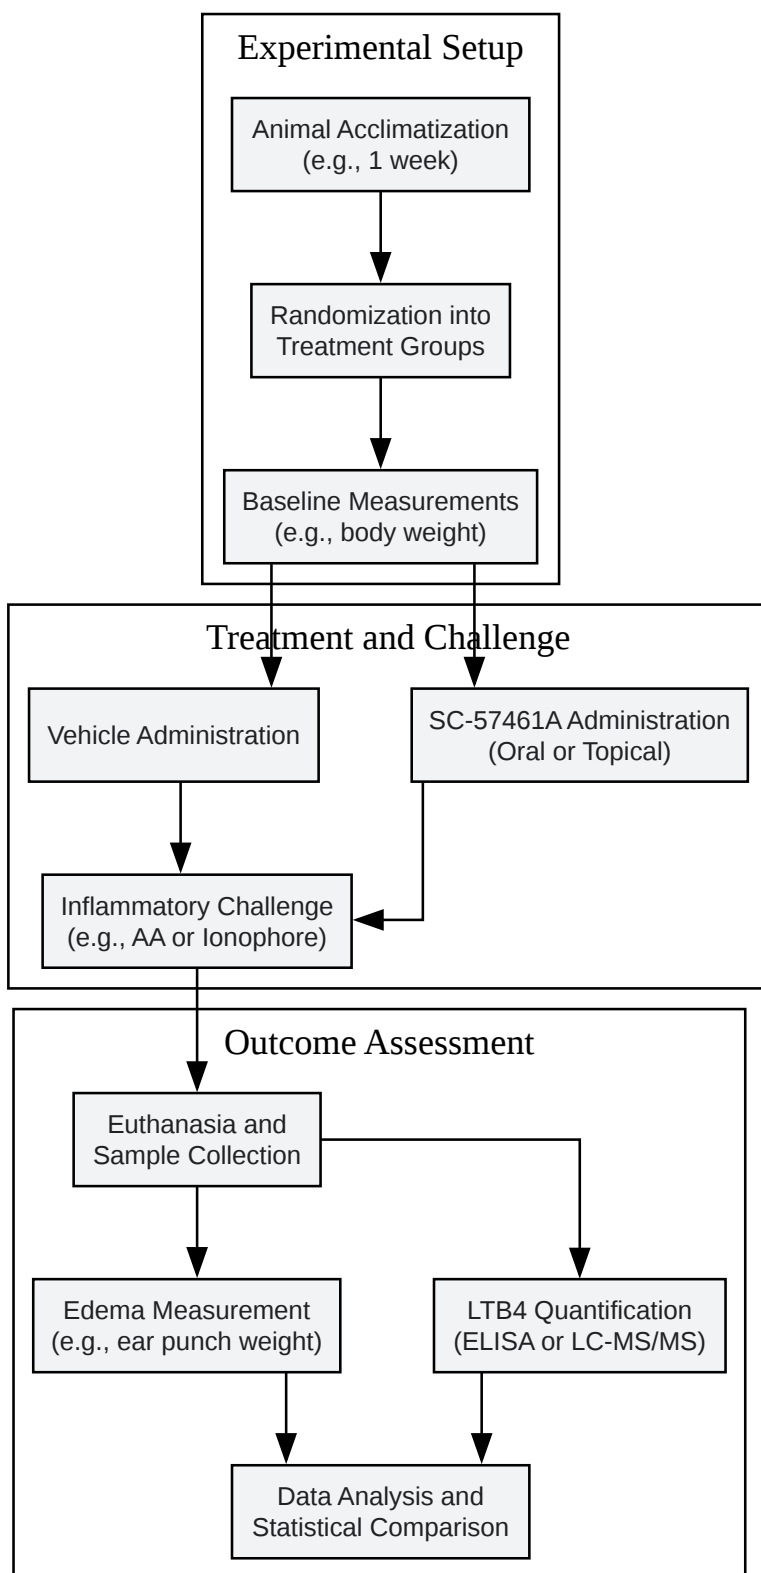 Experimental Setup
Animal Acclimatization
(e.g., 1 week)
Randomization into
Treatment Groups
Baseline Measurements
(e.g., body weight)
Treatment and Challenge
Vehicle Administration
SC-57461A Administration
(Oral or Topical)
Inflammatory Challenge
(e.g., AA or Ionophore)
Outcome Assessment
Euthanasia and
Sample Collection
Edema Measurement
(e.g., ear punch weight)
LTB4 Quantification
(ELISA or LC-MS/MS)
Data Analysis and
Statistical Comparison